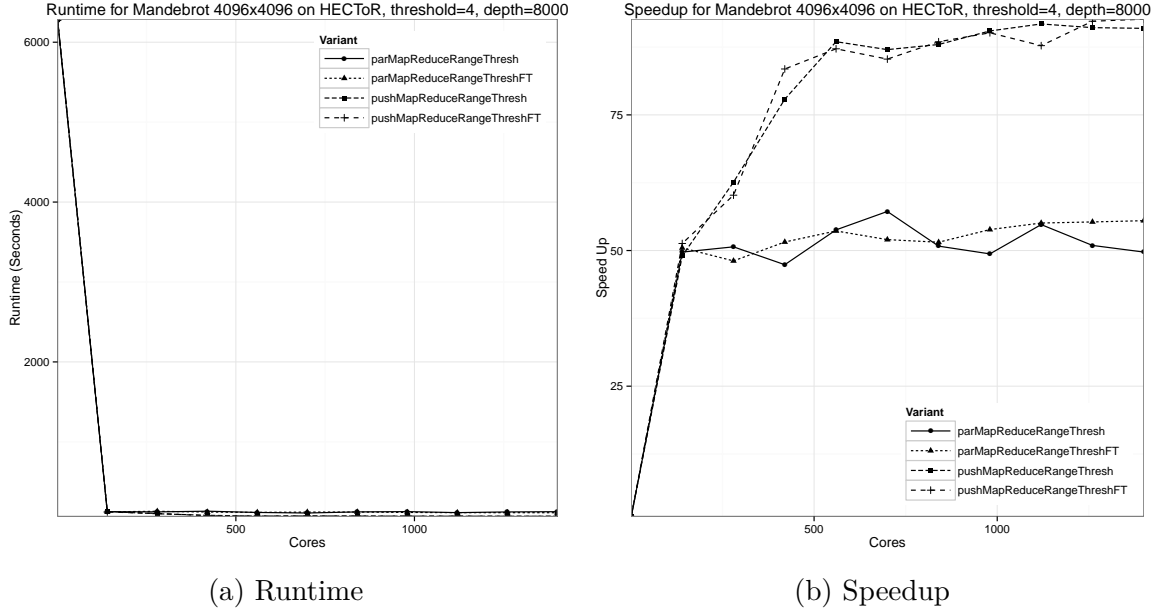 Runtime for Mandebrot 4096x4096 on HECToR, threshold=4, depth=8000
Variant
parMapReduceRangeThresh
parMapReduceRangeThreshFT
pushMapReduceRangeThresh
pushMapReduceRangeThreshFT
6000
4000
2000
Runtime (Seconds)
500
1000
Cores
(a) Runtime
Speedup for Mandebrot 4096x4096 on HECToR, threshold=4, depth=8000
75
50
25
Speed Up
Variant
parMapReduceRangeThresh
parMapReduceRangeThreshFT
pushMapReduceRangeThresh
pushMapReduceRangeThreshFT
500
1000
Cores
(b) Speedup